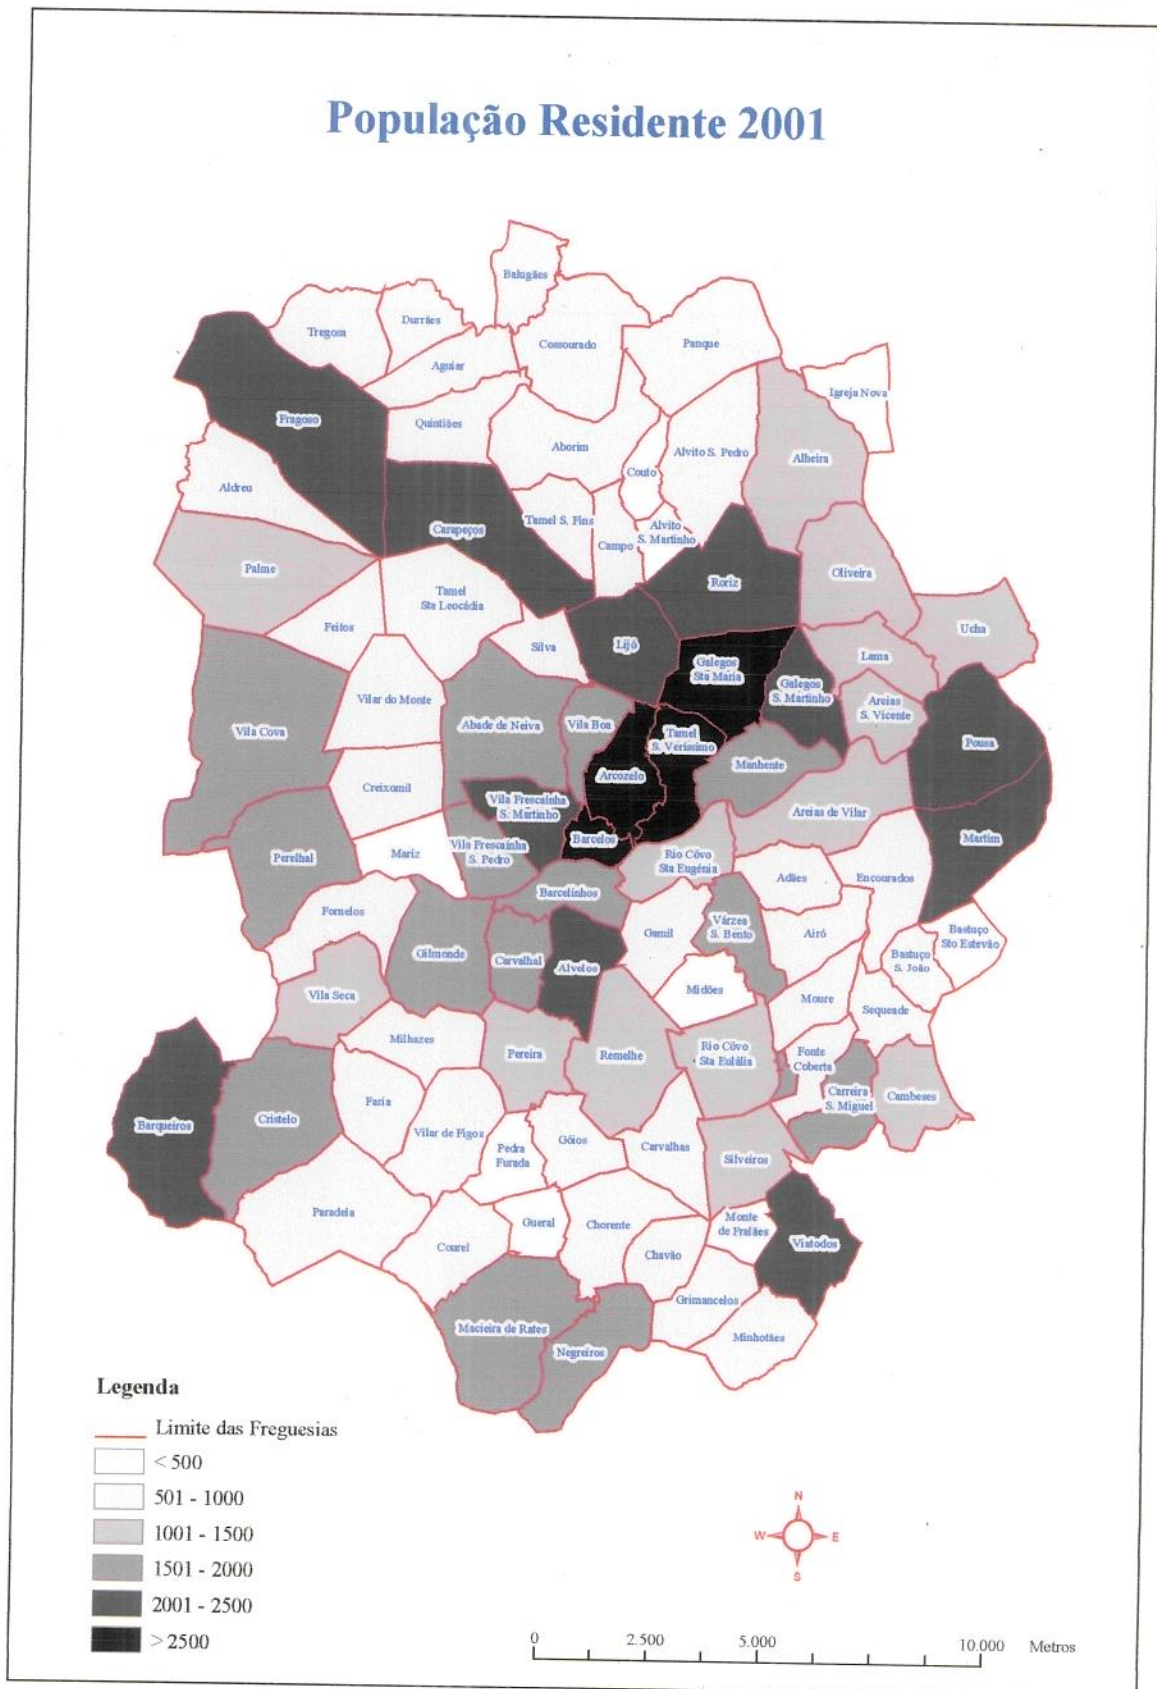 População Residente 2001
Balugães
Tregosa
Durrães
Cossourado
Panque
Aguiar
Igreja Nova
Fragoso
Quintiães
Aborim
Alvito S. Pedro
Alheira
Couto
Aldreu
Tamel S. Fins
Carapeços
Alvito
S. Martinho
Campo
Palme
Roriz
Oliveira
Tamel
Sta Leocádia
Feitos
Silva
Lijó
Ucha
Lama
Galegos
Sta Maria
Galegos
S. Martinho
Vilar do Monte
Areias
S. Vicente
Vila Cova
Abade de Neiva
Vila Boa
Tamel
S. Veríssimo
Pousa
Manhente
Arcozelo
Creixomil
Vila Frescainha
S. Martinho
Areias de Vilar
Barcelos
Martim
Mariz
Vila Frescainha
S. Pedro
Perelhal
Rio Côvo
Sta Eugénia
Adães
Encourados
Barcelinhos
Fornelos
Gamil
Várzea
S. Bento
Airó
Bastuço
Sto Estevão
Gilmonde
Carvalhal
Alvelos
Bastuço
S. João
Vila Seca
Midões
Moure
Sequeade
Milhazes
Pereira
Remelhe
Rio Côvo
Sta Eulália
Fonte
Coberta
Carreira
S. Miguel
Cambeses
Faria
Barqueiros
Cristelo
Vilar de Figos
Pedra
Furada
Góios
Carvalhas
Silveiros
Paradela
Courel
Gueral
Chorente
Monte
de Fralães
Viatodos
Chavão
Grimancelos
Macieira de Rates
Negreiros
Minhotães
Legenda
Limite das Freguesias
< 500
501 - 1000
1001 - 1500
1501 - 2000
2001 - 2500
> 2500
N
W
E
S
0
2.500
5.000
10.000
Metros